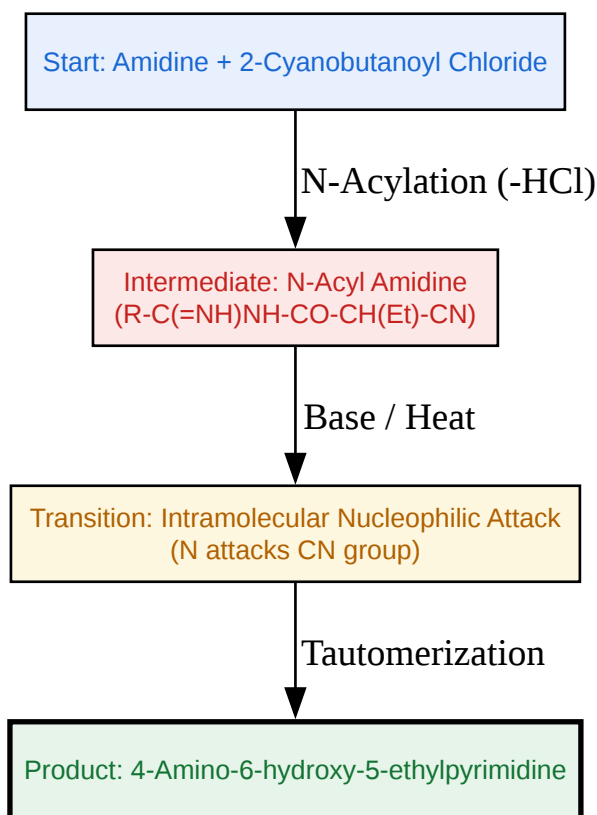 Start: Amidine + 2-Cyanobutanoyl Chloride
N-Acylation (-HCl)
Intermediate: N-Acyl Amidine
(R-C(=NH)NH-CO-CH(Et)-CN)
Base / Heat
Transition: Intramolecular Nucleophilic Attack
(N attacks CN group)
Tautomerization
Product: 4-Amino-6-hydroxy-5-ethylpyrimidine